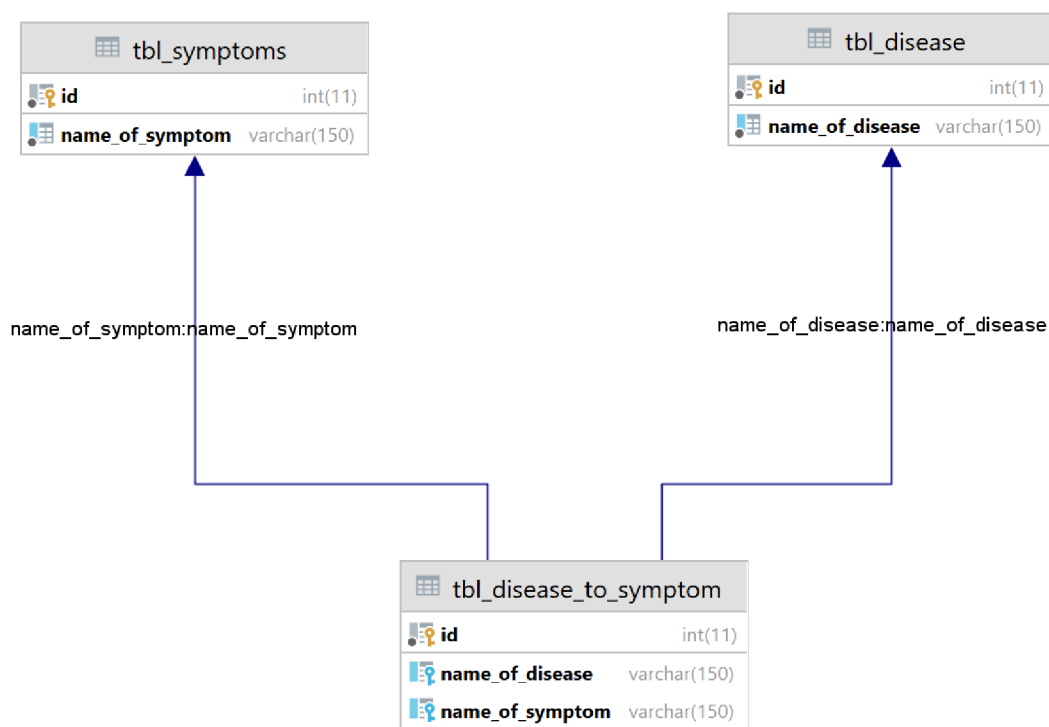 tbl_symptoms
id int(11)
name_of_symptom varchar(150)
tbl_disease
id int(11)
name_of_disease varchar(150)
name_of_symptom:name_of_symptom
name_of_disease:name_of_disease
tbl_disease_to_symptom
id int(11)
name_of_disease varchar(150)
name_of_symptom varchar(150)